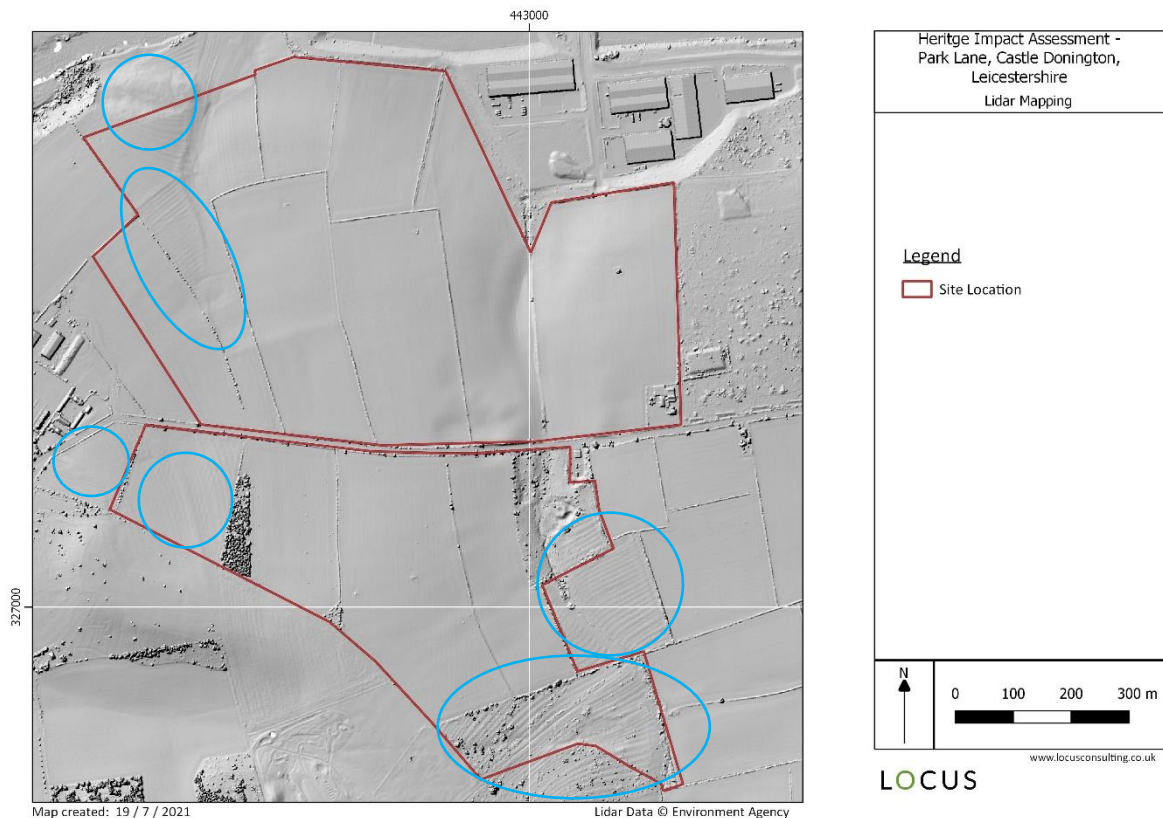 443000
327000
Map created: 19 / 7 / 2021
Lidar Data © Environment Agency
Heritge Impact Assessment -
Park Lane, Castle Donington,
Leicestershire
Lidar Mapping
Legend
Site Location
N
0 100 200 300 m
www.locusconsulting.co.uk
LOCUS